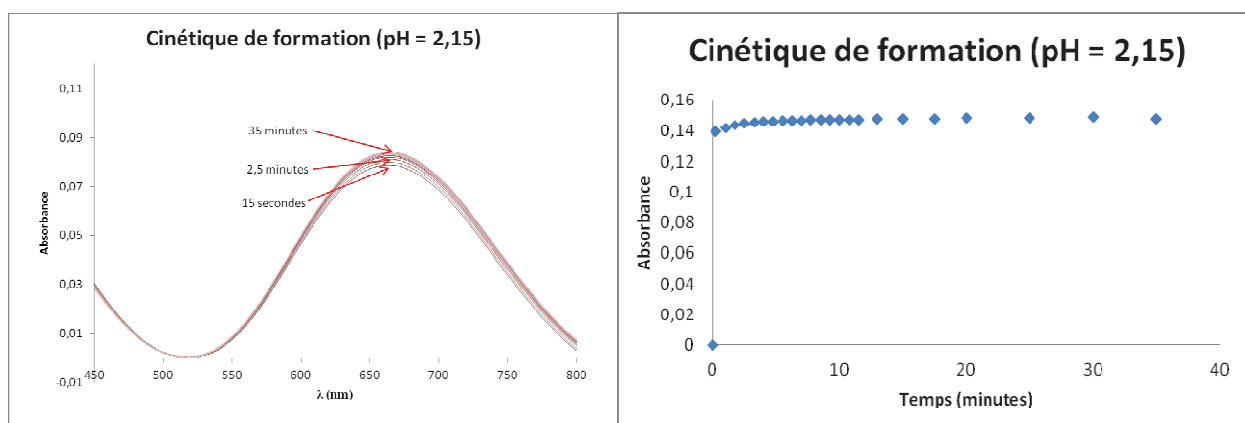 Cinétique de formation (pH = 2,15)
0,11
0,09
0,07
0,05
0,03
0,01
-0,01
Absorbance
35 minutes
2,5 minutes
15 secondes
450 500 550 600 650 700 750 800
λ (nm)
Cinétique de formation (pH = 2,15)
0,16
0,14
0,12
0,1
0,08
0,06
0,04
0,02
0
Absorbance
0 10 20 30 40
Temps (minutes)